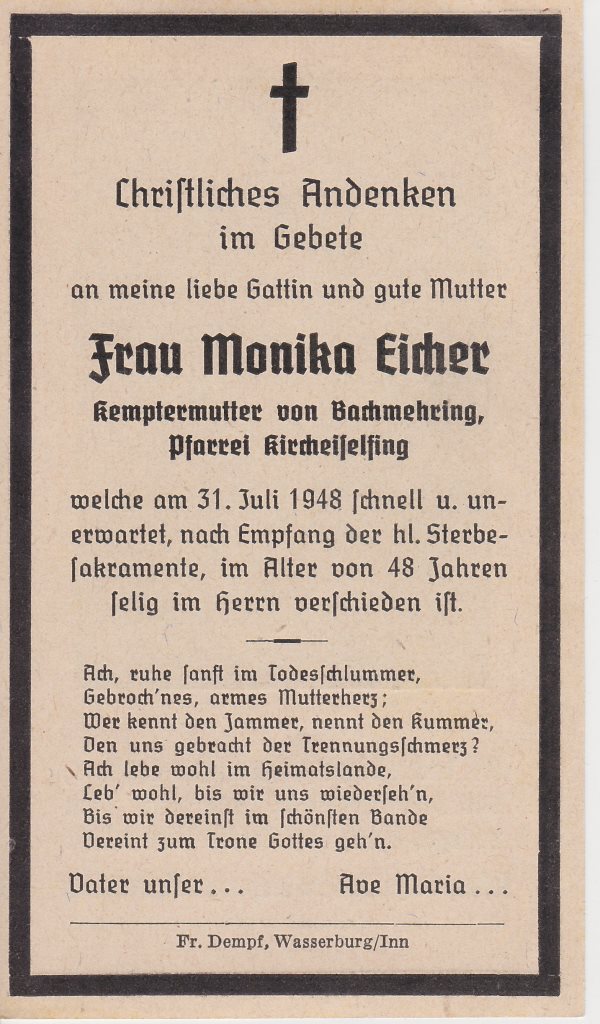 Chriſtliches Andenken
im Gebete
an meine liebe Gattin und gute Mutter
Frau Monika Eicher
Kemptermutter von Bachmehring,
Pfarrei Kircheiſelfing
welche am 31. Juli 1948 ſchnell u. un-
erwartet, nach Empfang der hl. Sterbe-
ſakramente, im Alter von 48 Jahren
ſelig im Herrn verſchieden iſt.
Ach, ruhe ſanft im Todesſchlummer,
Gebroch'nes, armes Mutterherz;
Wer kennt den Jammer, nennt den Kummer,
Den uns gebracht der Trennungsſchmerz?
Ach lebe wohl im Heimatslande,
Leb' wohl, bis wir uns wiederſeh'n,
Bis wir dereinſt im ſchönſten Bande
Vereint zum Trone Gottes geh'n.
Vater unſer... Ave Maria...
Fr. Dempf, Wasserburg/Inn